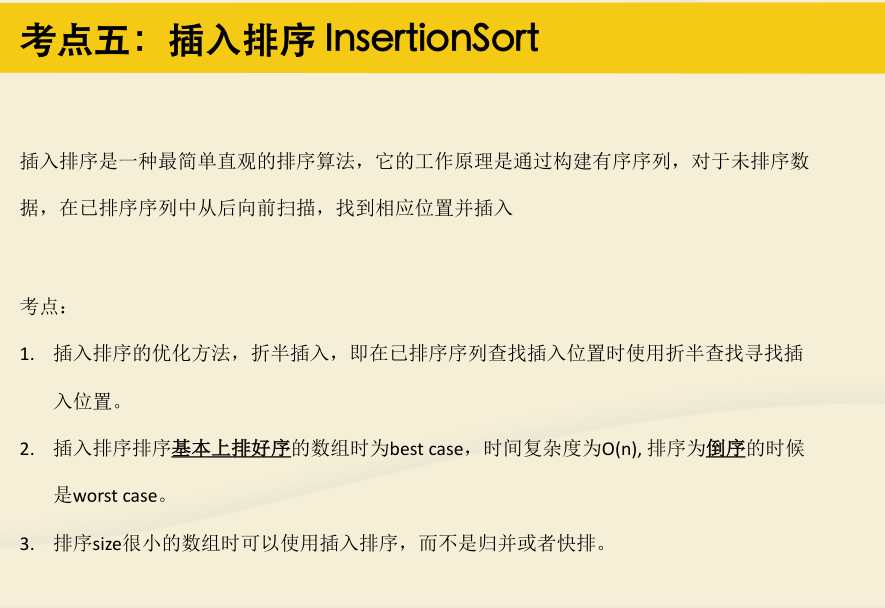 考点五：插入排序 InsertionSort
插入排序是一种最简单直观的排序算法，它的工作原理是通过构建有序序列，对于未排序数
据，在已排序序列中从后向前扫描，找到相应位置并插入
考点：
1. 插入排序的优化方法，折半插入，即在已排序序列查找插入位置时使用折半查找寻找插
入位置。
2. 插入排序排序基本上排好序的数组时为best case，时间复杂度为O(n), 排序为倒序的时候
是worst case。
3. 排序size很小的数组时可以使用插入排序，而不是归并或者快排。